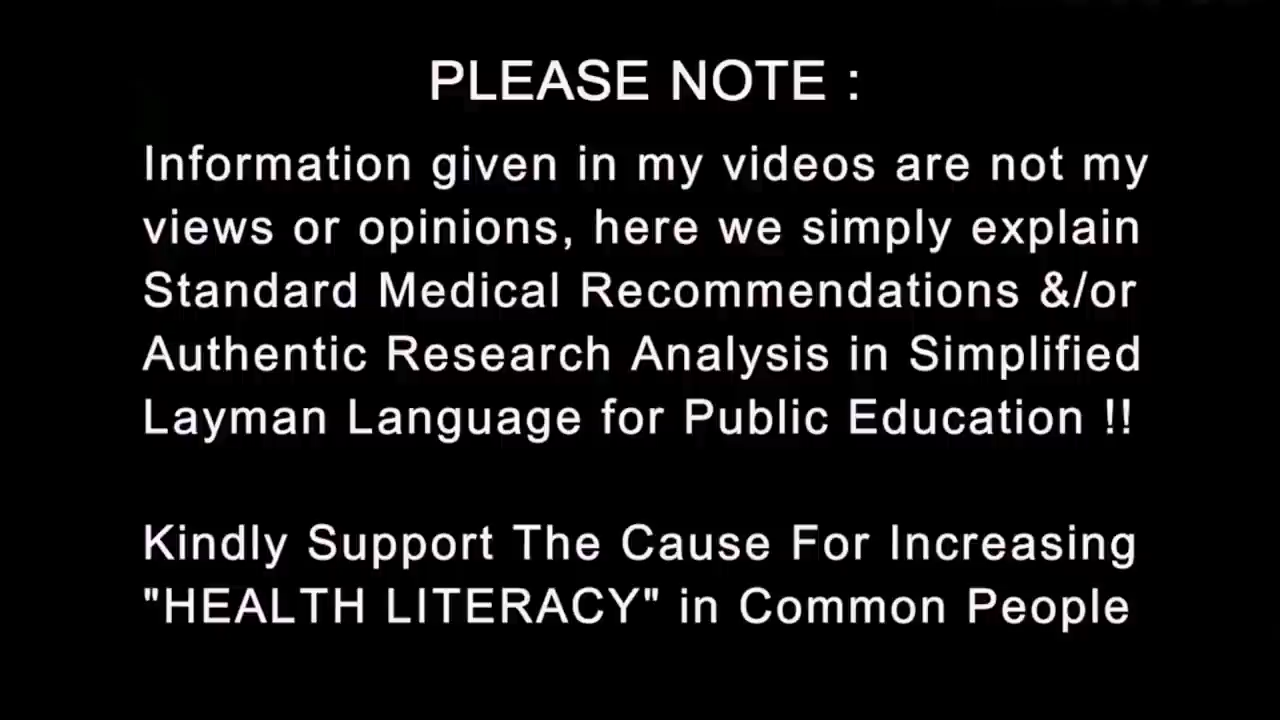 PLEASE NOTE :
Information given in my videos are not my
views or opinions, here we simply explain
Standard Medical Recommendations &/or
Authentic Research Analysis in Simplified
Layman Language for Public Education !!
Kindly Support The Cause For Increasing
"HEALTH LITERACY" in Common People